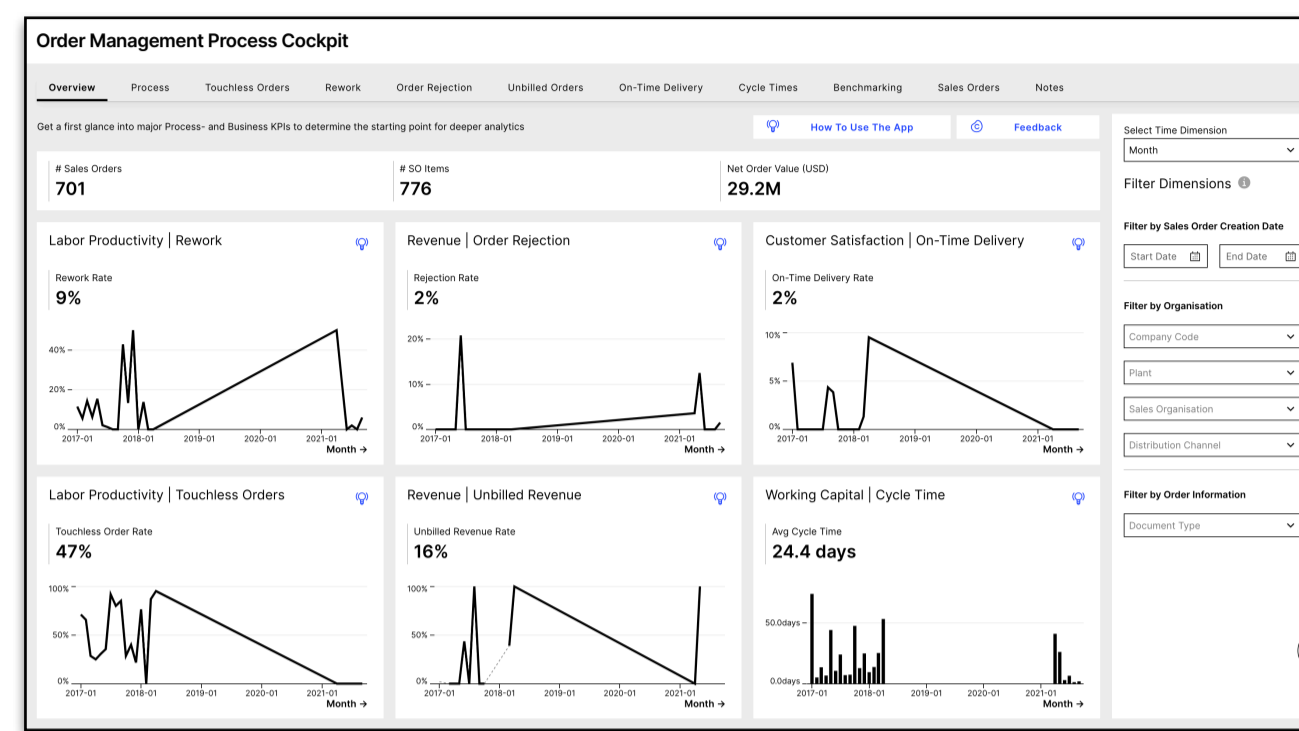 Order Management Process Cockpit
Overview Process Touchless Orders Rework Order Rejection Unbilled Orders On-Time Delivery Cycle Times Benchmarking Sales Orders Notes
Get a first glance into major Process- and Business KPIs to determine the starting point for deeper analytics
How To Use The App
Feedback
# Sales Orders
701
# SO Items
776
Net Order Value (USD)
29.2M
Labor Productivity | Rework
Rework Rate
9%
40%
20%
0%
2017-01 2018-01 2019-01 2020-01 2021-01
Month →
Revenue | Order Rejection
Rejection Rate
2%
20%
10%
0%
2017-01 2018-01 2019-01 2020-01 2021-01
Month →
Customer Satisfaction | On-Time Delivery
On-Time Delivery Rate
2%
10%
5%
0%
2017-01 2018-01 2019-01 2020-01 2021-01
Month →
Labor Productivity | Touchless Orders
Touchless Order Rate
47%
100%
50%
0%
2017-01 2018-01 2019-01 2020-01 2021-01
Month →
Revenue | Unbilled Revenue
Unbilled Revenue Rate
16%
100%
50%
0%
2017-01 2018-01 2019-01 2020-01 2021-01
Month →
Working Capital | Cycle Time
Avg Cycle Time
24.4 days
50.0days
0.0days
2017-01 2018-01 2019-01 2020-01 2021-01
Month →
Select Time Dimension
Month
Filter Dimensions
Filter by Sales Order Creation Date
Start Date End Date
Filter by Organisation
Company Code
Plant
Sales Organisation
Distribution Channel
Filter by Order Information
Document Type